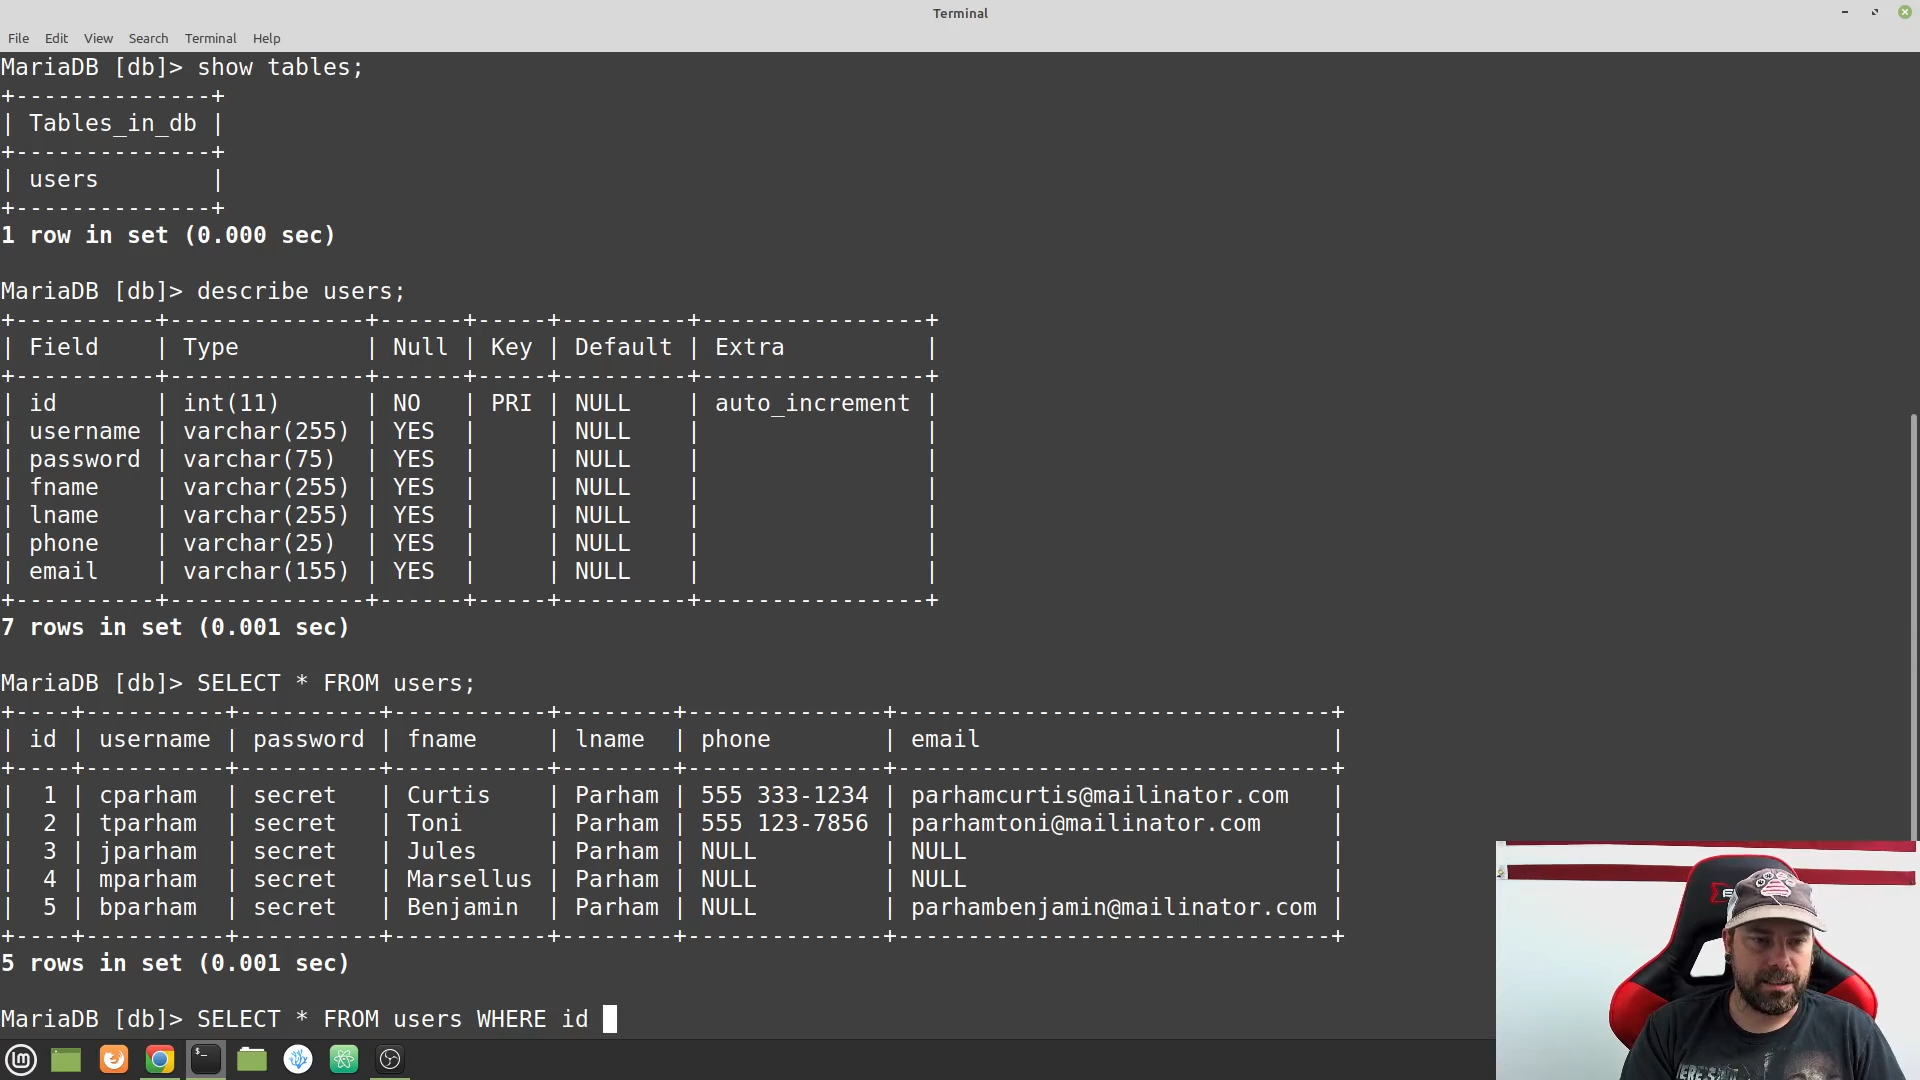 Terminal
File Edit View Search Terminal Help
MariaDB [db]> show tables;
+--------------+
| Tables_in_db |
+--------------+
| users        |
+--------------+
1 row in set (0.000 sec)
MariaDB [db]> describe users;
+----------+--------------+------+-----+---------+----------------+
| Field    | Type         | Null | Key | Default | Extra          |
+----------+--------------+------+-----+---------+----------------+
| id       | int(11)      | NO   | PRI | NULL    | auto_increment |
| username | varchar(255) | YES  |     | NULL    |                |
| password | varchar(75)  | YES  |     | NULL    |                |
| fname    | varchar(255) | YES  |     | NULL    |                |
| lname    | varchar(255) | YES  |     | NULL    |                |
| phone    | varchar(25)  | YES  |     | NULL    |                |
| email    | varchar(155) | YES  |     | NULL    |                |
+----------+--------------+------+-----+---------+----------------+
7 rows in set (0.001 sec)
MariaDB [db]> SELECT * FROM users;
+----+----------+----------+-----------+--------+--------------+-------------------------------+
| id | username | password | fname     | lname  | phone        | email                         |
+----+----------+----------+-----------+--------+--------------+-------------------------------+
|  1 | cparham  | secret   | Curtis    | Parham | 555 333-1234 | parhamcurtis@mailinator.com   |
|  2 | tparham  | secret   | Toni      | Parham | 555 123-7856 | parhamtoni@mailinator.com     |
|  3 | jparham  | secret   | Jules     | Parham | NULL         | NULL                          |
|  4 | mparham  | secret   | Marsellus | Parham | NULL         | NULL                          |
|  5 | bparham  | secret   | Benjamin  | Parham | NULL         | parhambenjamin@mailinator.com |
+----+----------+----------+-----------+--------+--------------+-------------------------------+
5 rows in set (0.001 sec)
MariaDB [db]> SELECT * FROM users WHERE id